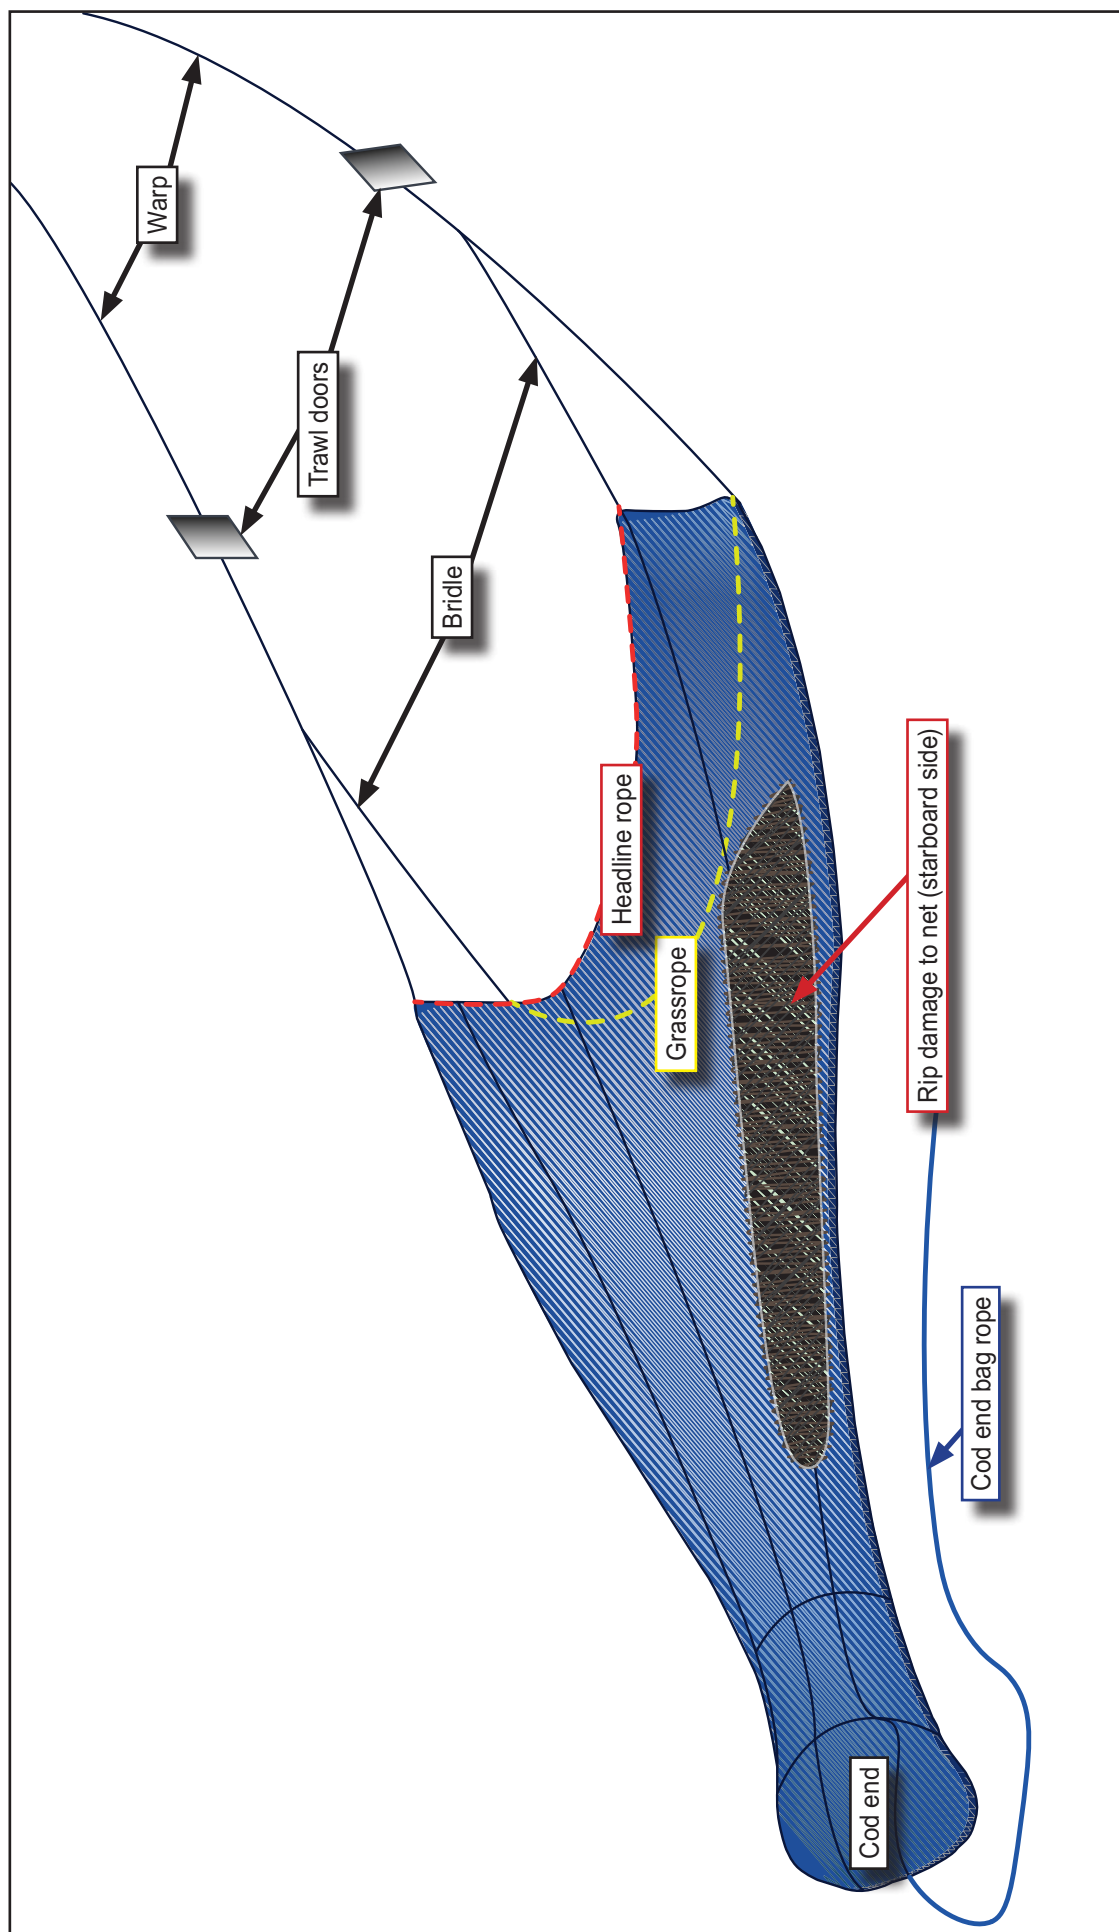 Warp
Trawl doors
Bridle
Headline rope
Grassrope
Rip damage to net (starboard side)
Cod end bag rope
Cod end